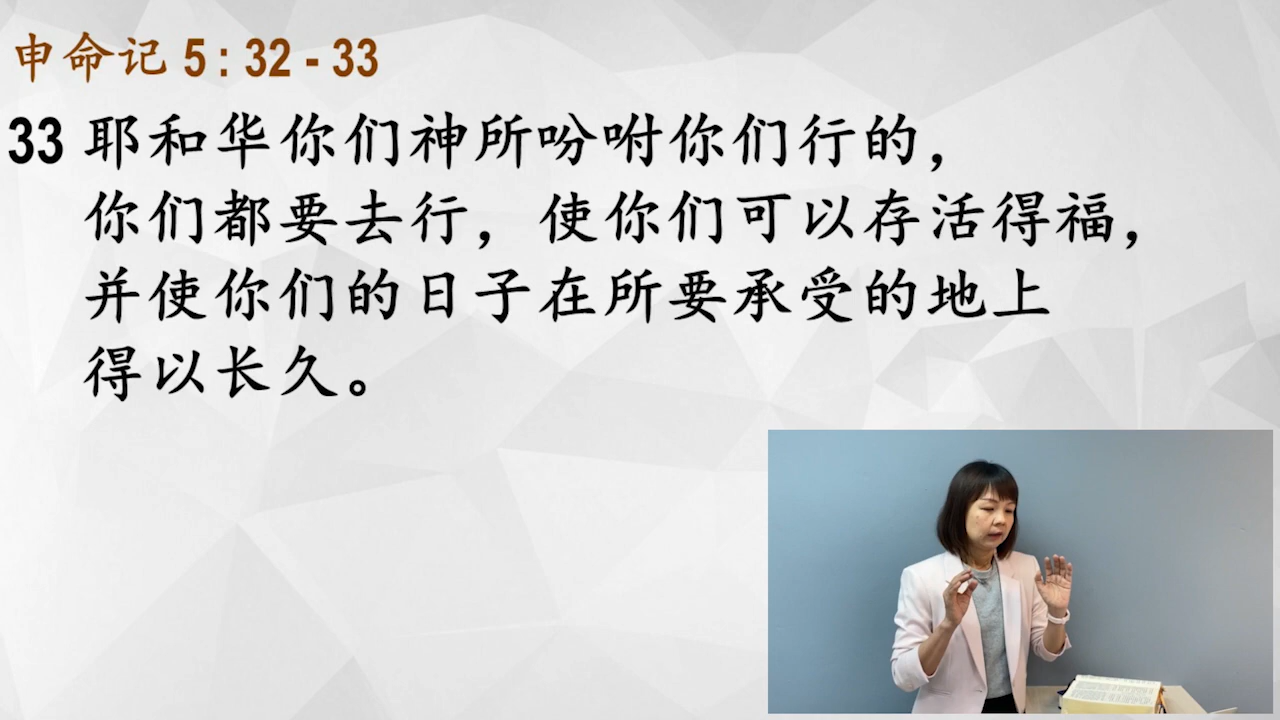 申命记 5 : 32 - 33
33 耶和华你们神所吩咐你们行的，
你们都要去行，使你们可以存活得福，
并使你们的日子在所要承受的地上
得以长久。